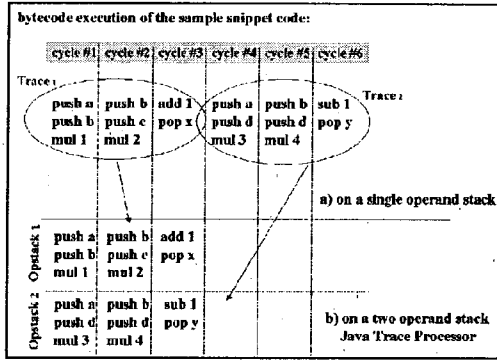 bytecode execution of the sample snippet code:
cycle #1 cycle #2 cycle #3 cycle #4 cycle #5 cycle #6
Trace 1
push a push b add 1 push a push b sub 1
Trace 2
push b push c pop x push d push d pop y
mul 1 mul 2 mul 3 mul 4
a) on a single operand stack
Opstack 1
push a push b add 1
push b push c pop x
mul 1 mul 2
Opstack 2
push a push b sub 1
push d push d pop y
mul 3 mul 4
b) on a two operand stack
Java Trace Processor